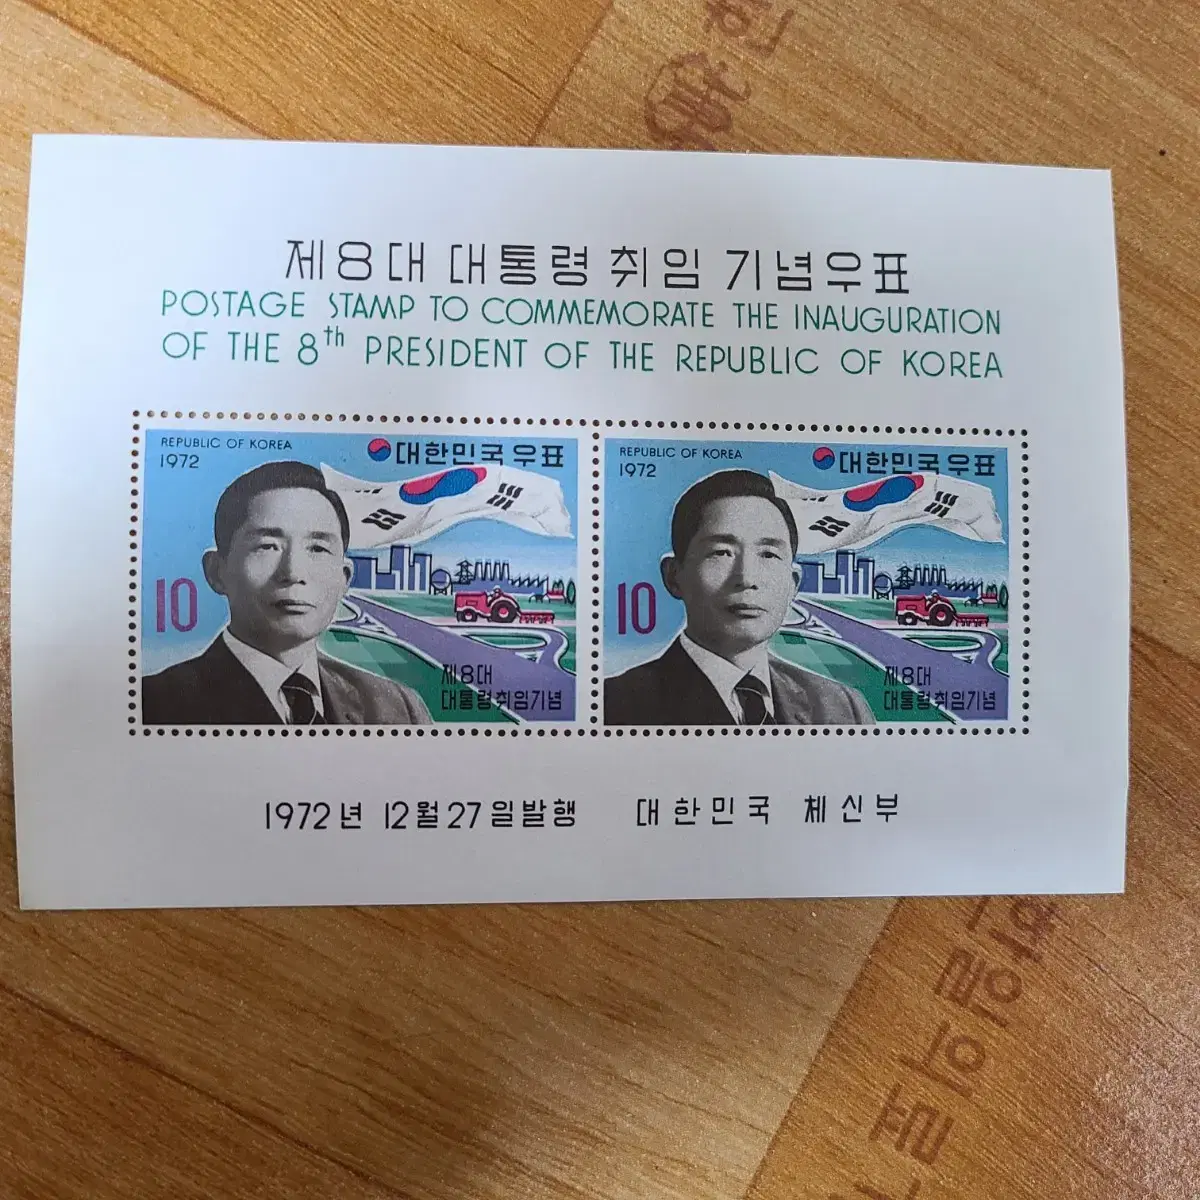 제8대 대통령 취임 기념우표
POSTAGE STAMP TO COMMEMORATE THE INAUGURATION
OF THE 8th PRESIDENT OF THE REPUBLIC OF KOREA
REPUBLIC OF KOREA
1972
대한민국우표
10
제8대
대통령취임기념
REPUBLIC OF KOREA
1972
대한민국우표
10
제8대
대통령취임기념
1972년 12월 27일발행 대한민국 체신부